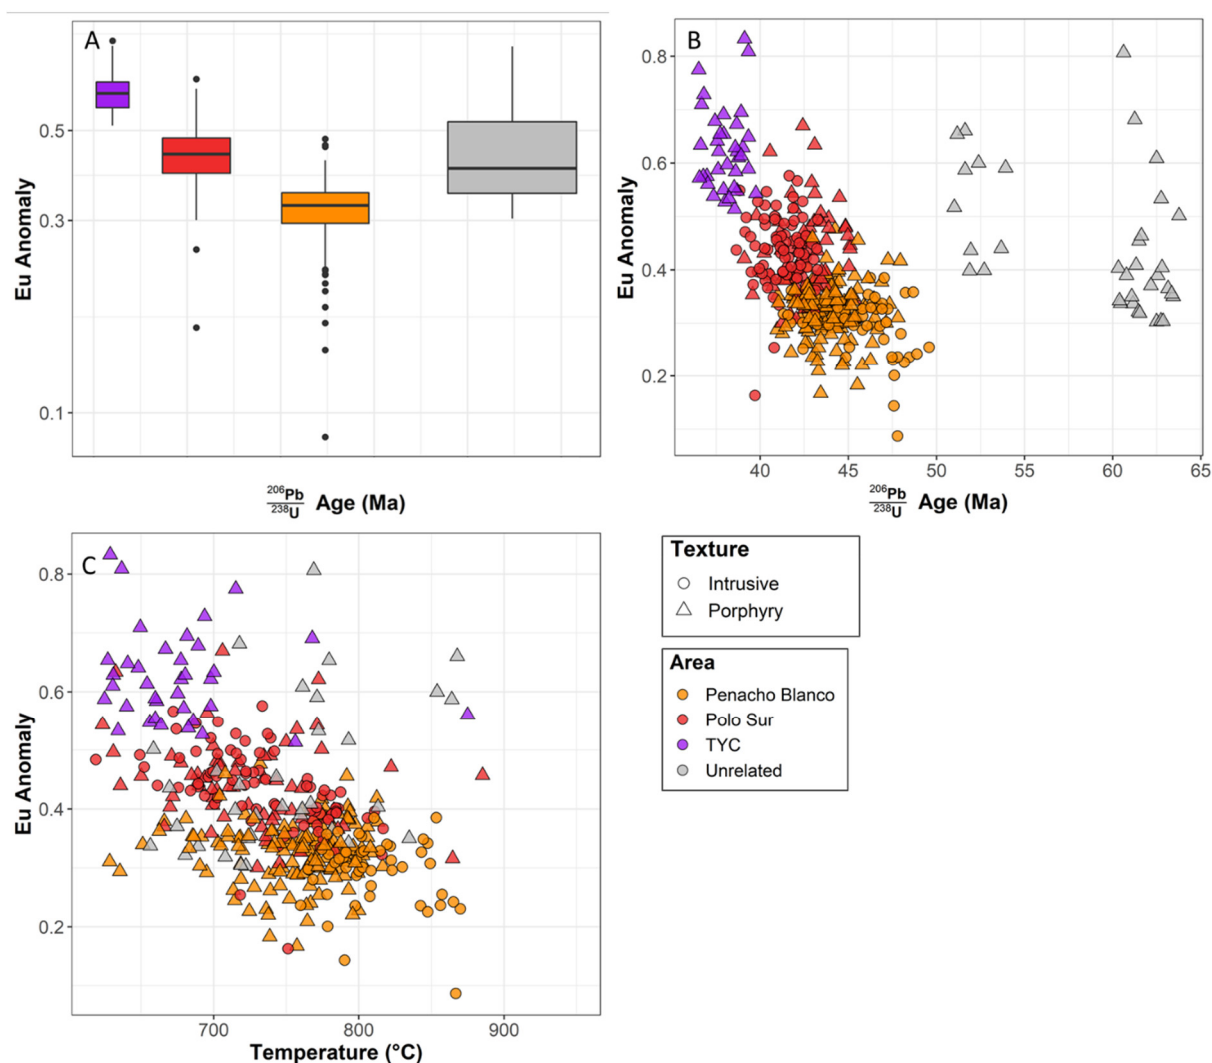 A
0.5
0.3
0.1
Eu Anomaly
206Pb
238U
Age (Ma)
B
0.8
0.6
0.4
0.2
Eu Anomaly
40
45
50
55
60
65
206Pb
238U
Age (Ma)
C
0.8
0.6
0.4
0.2
Eu Anomaly
700
800
900
Temperature (°C)
Texture
Intrusive
Porphyry
Area
Penacho Blanco
Polo Sur
TYC
Unrelated